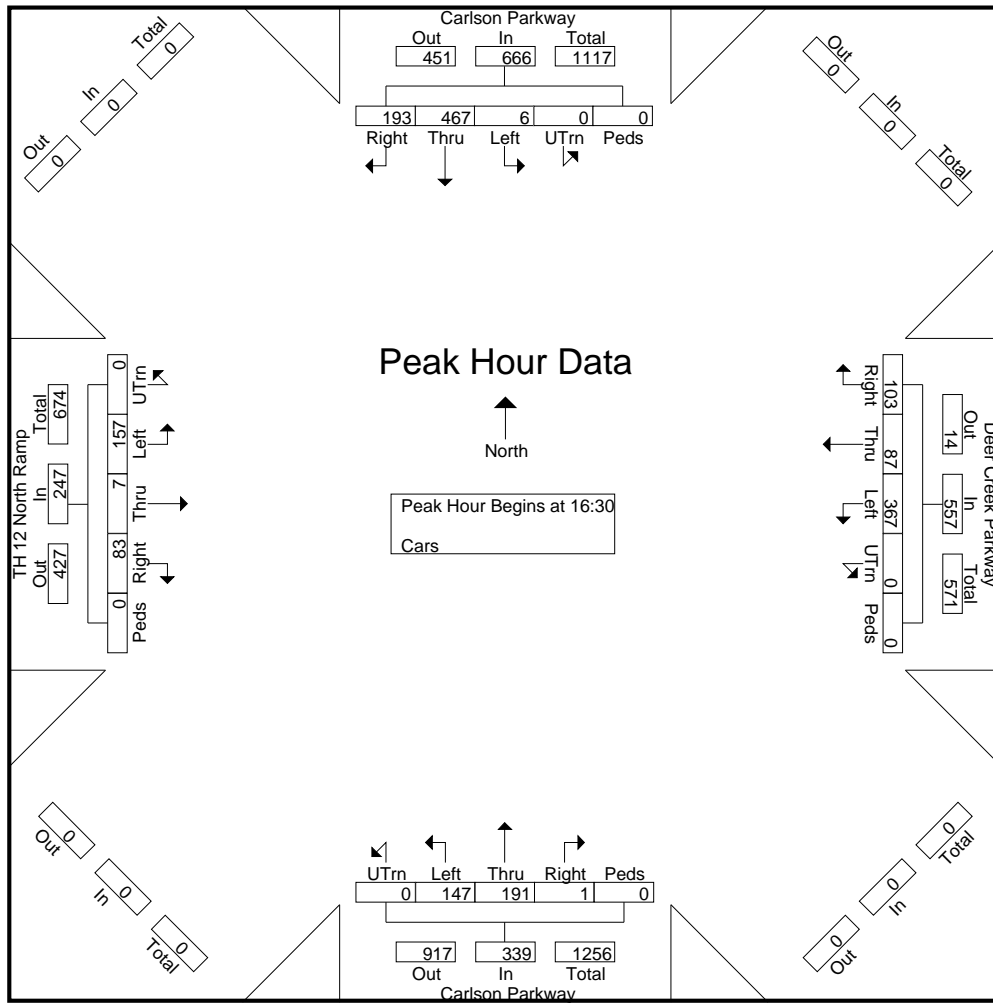 Carlson Parkway
Out In Total
451 666 1117
193 467 6 0 0
Right Thru Left UTrn Peds
Out In Total
0 0 0
Out In Total
0 0 0
Peak Hour Data
North
Peak Hour Begins at 16:30
Cars
TH 12 North Ramp
Out In Total
427 247 674
0 157 7 83 0
UTrn Left Thru Right Peds
Deer Creek Parkway
Out In Total
14 557 571
103 87 367 0 0
Right Thru Left UTrn Peds
UTrn Left Thru Right Peds
0 147 191 1 0
917 339 1256
Out In Total
Carlson Parkway
0 0 0
Out In Total
0 0 0
Out In Total